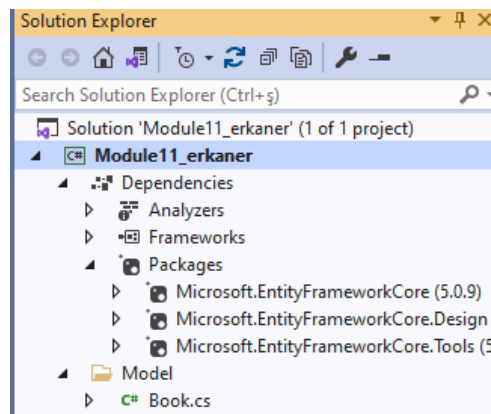 Solution Explorer
Search Solution Explorer (Ctrl+ş)
Solution 'Module11_erkaner' (1 of 1 project)
C# Module11_erkaner
Dependencies
Analyzers
Frameworks
Packages
Microsoft.EntityFrameworkCore (5.0.9)
Microsoft.EntityFrameworkCore.Design
Microsoft.EntityFrameworkCore.Tools (5
Model
C# Book.cs